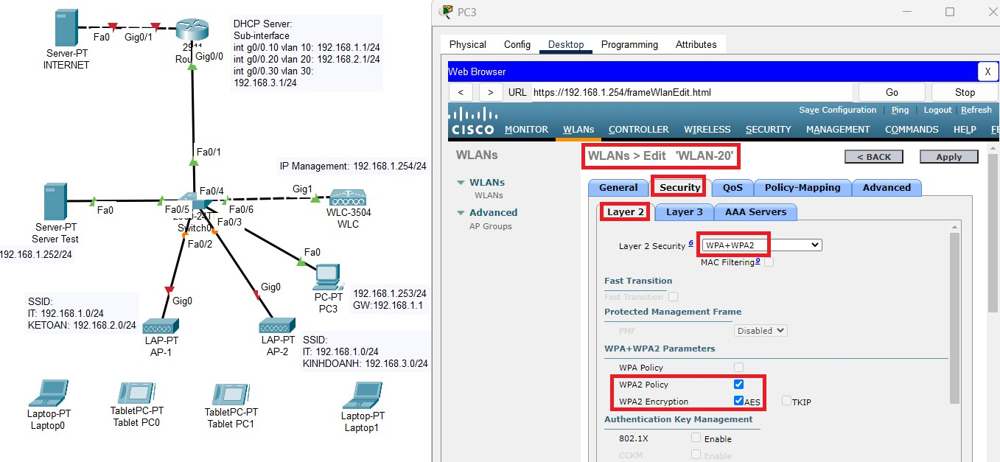 Server-PT
INTERNET
Fa0
Gig0/1
2911
Gig0/0
DHCP Server:
Sub-interface
int g0/0.10 vlan 10: 192.168.1.1/24
int g0/0.20 vlan 20: 192.168.2.1/24
int g0/0.30 vlan 30:
192.168.3.1/24
Fa0/1
IP Management: 192.168.1.254/24
Fa0/4
Gig1
Fa0/6
WLC-3504
WLC
Server-PT
Server Test
Fa0
Fa0/5
Switch0
Fa0/3
Fa0/2
192.168.1.252/24
Fa0
PC-PT
PC3
192.168.1.253/24
GW:192.168.1.1
SSID:
IT: 192.168.1.0/24
KETOAN: 192.168.2.0/24
Gig0
LAP-PT
AP-1
Gig0
LAP-PT
AP-2
SSID:
IT: 192.168.1.0/24
KINHDOANH: 192.168.3.0/24
Laptop-PT
Laptop0
TabletPC-PT
Tablet PC0
TabletPC-PT
Tablet PC1
Laptop-PT
Laptop1
PC3
Physical Config Desktop Programming Attributes
Web Browser X
< > URL https://192.168.1.254/frameWlanEdit.html Go Stop
Save Configuration Ping Logout Refresh
CISCO MONITOR WLANs CONTROLLER WIRELESS SECURITY MANAGEMENT COMMANDS HELP FE
WLANs
WLANs
WLANs
Advanced
AP Groups
WLANs > Edit 'WLAN-20' < BACK Apply
General Security QoS Policy-Mapping Advanced
Layer 2 Layer 3 AAA Servers
Layer 2 Security 6 WPA+WPA2
MAC Filtering9
Fast Transition
Fast Transition
Protected Management Frame
PMF Disabled
WPA+WPA2 Parameters
WPA Policy
WPA2 Policy
WPA2 Encryption AES TKIP
Authentication Key Management
802.1X Enable
CCKM Enable